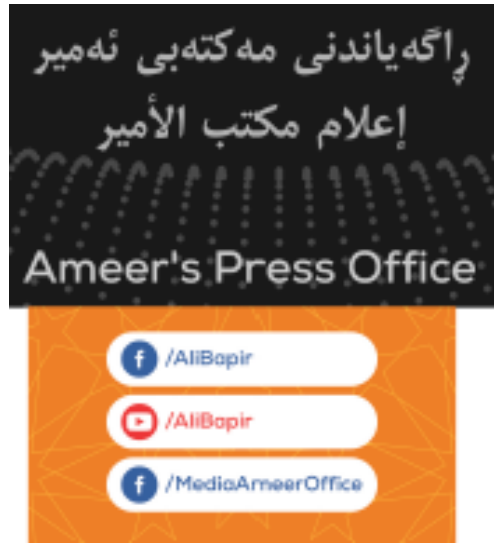 ڕاگەیاندنی مەکتەبی ئەمیر
إعلام مكتب الأمير
Ameer's Press Office
/AliBapir
/AliBapir
/MediaAmeerOffice